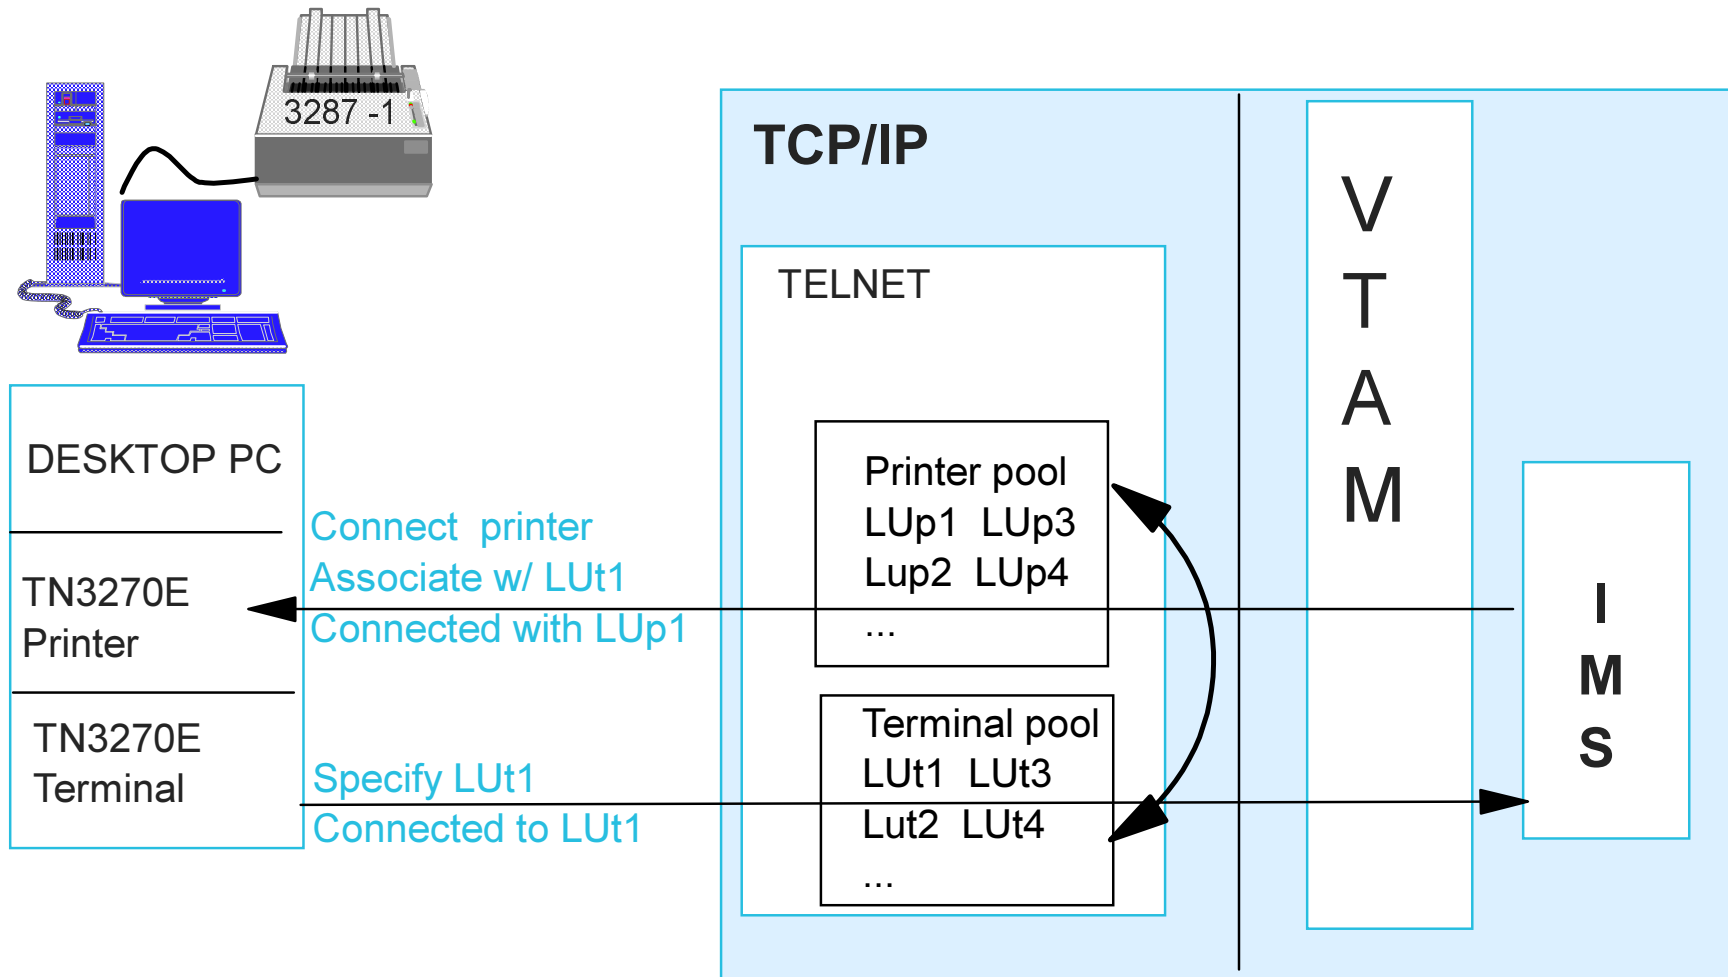 3287 -1
TCP/IP
TELNET
DESKTOP PC
TN3270E
Printer
TN3270E
Terminal
Connect  printer
Associate w/ LUt1
Connected with LUp1
Specify LUt1
Connected to LUt1
Printer pool
LUp1  LUp3
Lup2  LUp4
...
Terminal pool
LUt1  LUt3
Lut2  LUt4
...
V
T
A
M
I
M
S